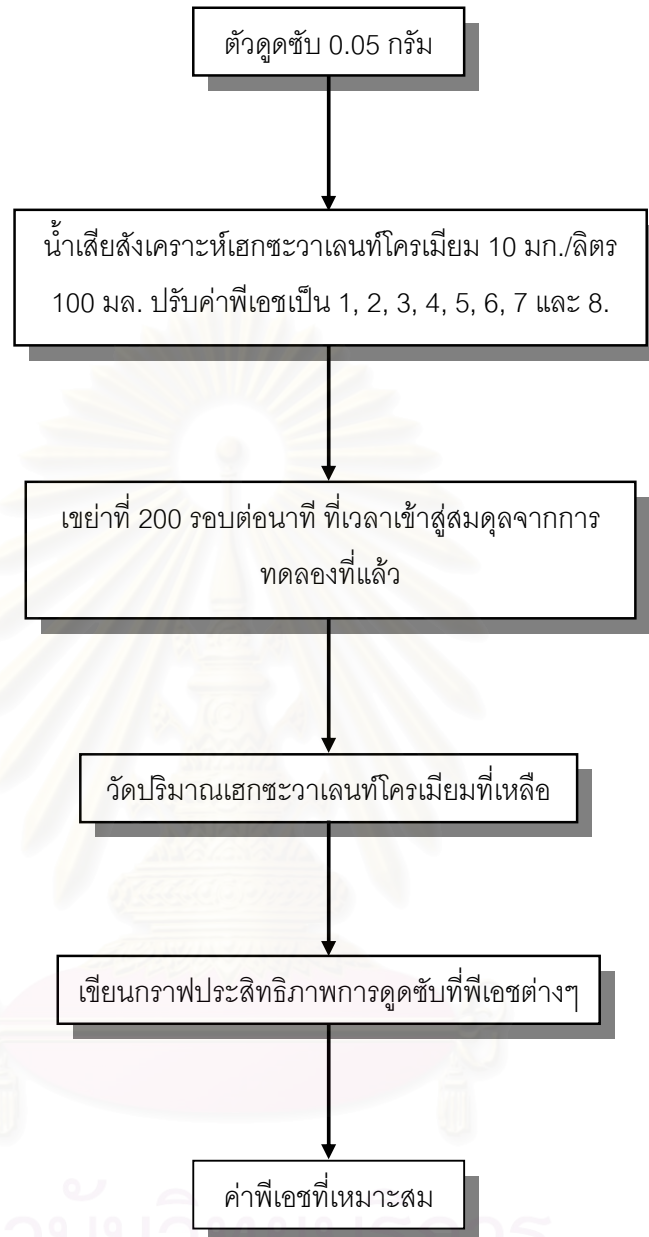 ตัวดูดซับ 0.05 กรัม
น้ำเสียสังเคราะห์เฮกซะวาเลนท์โครเมียม 10 มก./ลิตร
100 มล. ปรับค่าพีเอชเป็น 1, 2, 3, 4, 5, 6, 7 และ 8.
เขย่าที่ 200 รอบต่อนาที ที่เวลาเข้าสู่สมดุลจากการ
ทดลองที่แล้ว
วัดปริมาณเฮกซะวาเลนท์โครเมียมที่เหลือ
เขียนกราฟประสิทธิภาพการดูดซับที่พีเอชต่างๆ
ค่าพีเอชที่เหมาะสม